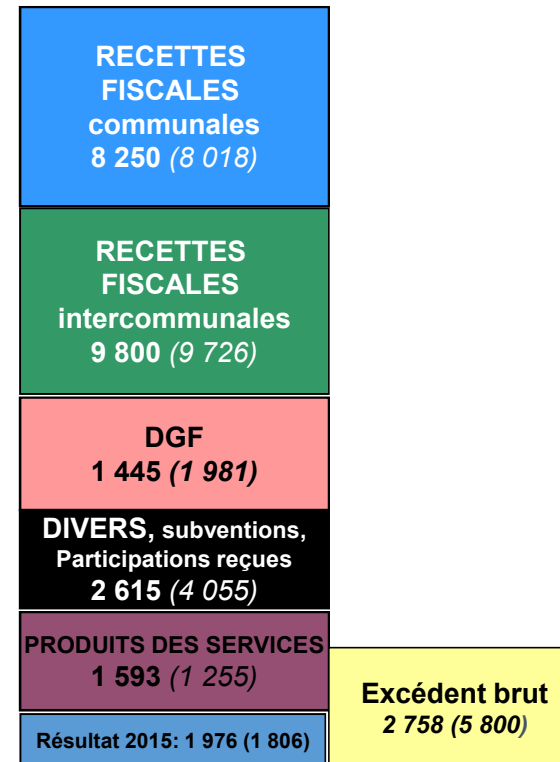 RECETTES
FISCALES
communales
8 250 (8 018)
RECETTES
FISCALES
intercommunales
9 800 (9 726)
DGF
1 445 (1 981)
DIVERS, subventions,
Participations reçues
2 615 (4 055)
PRODUITS DES SERVICES
1 593 (1 255)
Résultat 2015: 1 976 (1 806)
Excédent brut
2 758 (5 800)